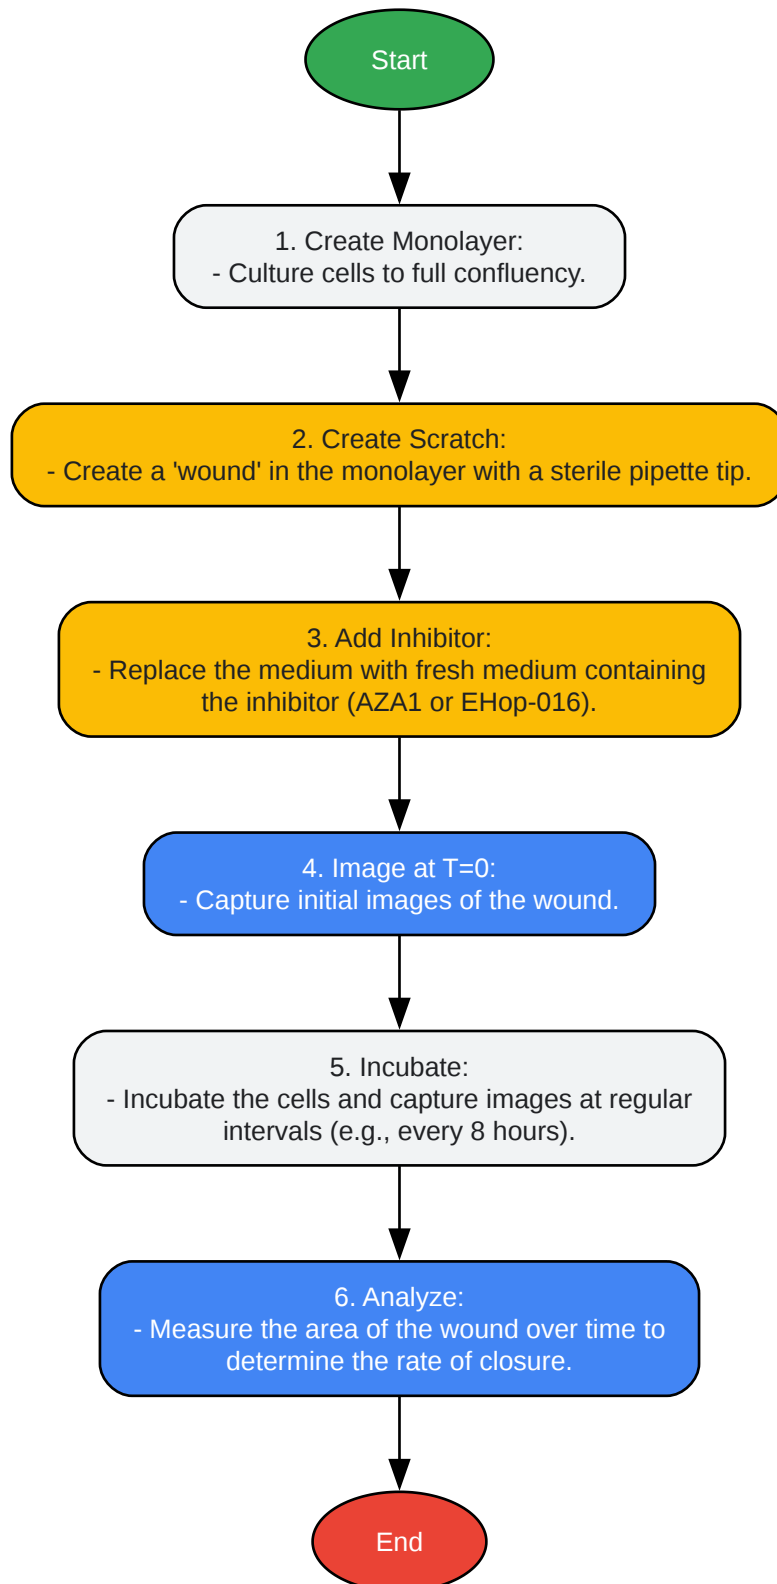 Start
1. Create Monolayer:
- Culture cells to full confluency.
2. Create Scratch:
- Create a 'wound' in the monolayer with a sterile pipette tip.
3. Add Inhibitor:
- Replace the medium with fresh medium containing
the inhibitor (AZA1 or EHop-016).
4. Image at T=0:
- Capture initial images of the wound.
5. Incubate:
- Incubate the cells and capture images at regular
intervals (e.g., every 8 hours).
6. Analyze:
- Measure the area of the wound over time to
determine the rate of closure.
End